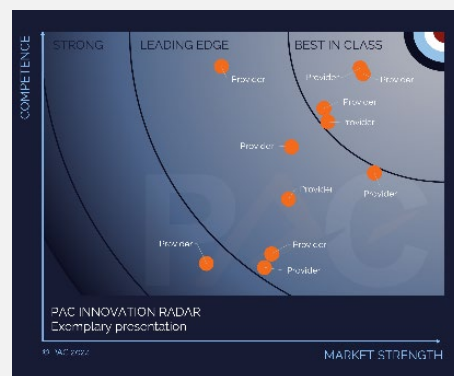 COMPETENCE
STRONG
LEADING EDGE
BEST IN CLASS
Provider
Provider
Provider
Provider
Provider
Provider
Provider
Provider
Provider
Provider
Provider
PAC
PAC INNOVATION RADAR
Exemplary presentation
MARKET STRENGTH